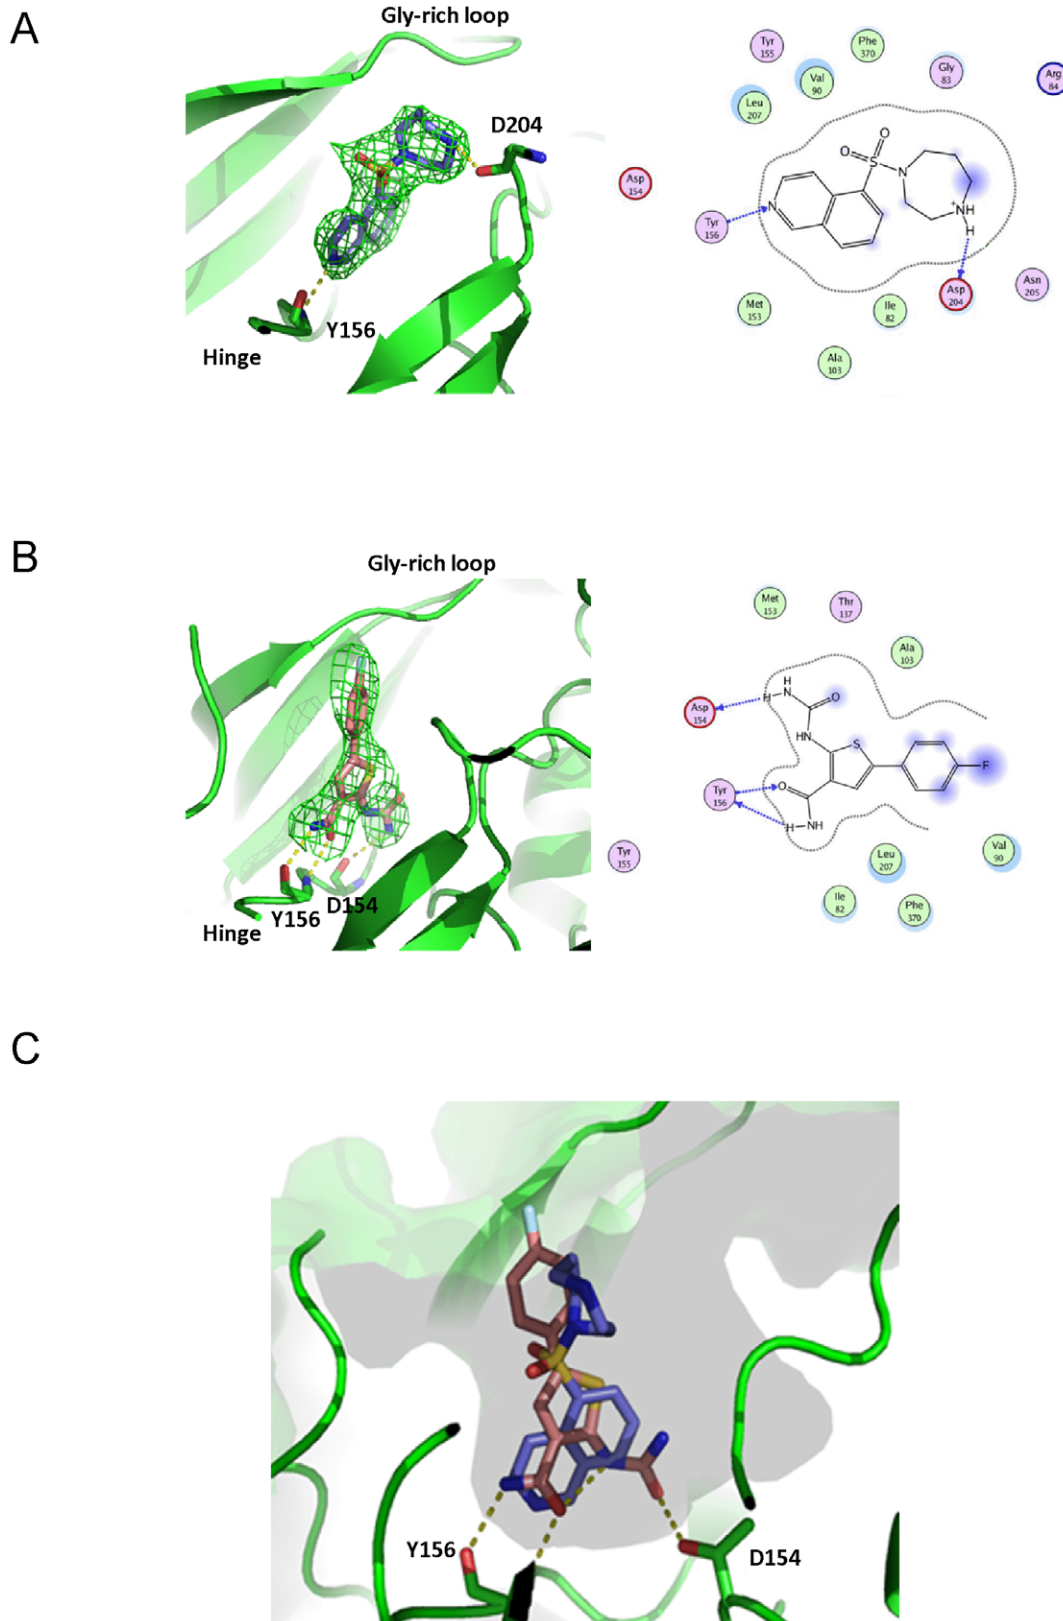 A
Gly-rich loop
D204
Y156
Hinge
Tyr
155
Phe
370
Val
90
Gly
83
Arg
84
Leu
207
Asp
154
O
O
S
N
N
NH
+
H
Tyr
156
Asp
204
Asn
205
Met
153
Ile
82
Ala
103
B
Gly-rich loop
Y156
D154
Hinge
Met
153
Thr
137
Ala
103
Asp
154
H
NH
O
HN
S
F
Tyr
156
O
H
NH
Tyr
155
Leu
207
Val
90
Ile
82
Phe
370
C
Y156
D154